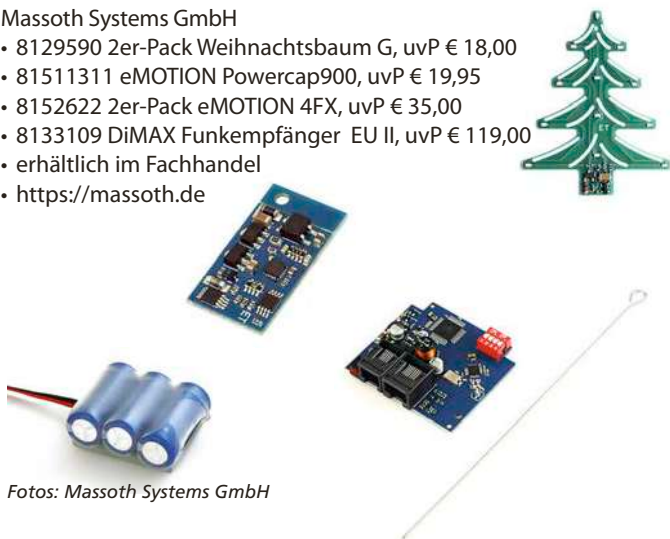 Massoth Systems GmbH
• 8129590 2er-Pack Weihnachtsbaum G, uvP € 18,00
• 81511311 eMOTION Powercap900, uvP € 19,95
• 8152622 2er-Pack eMOTION 4FX, uvP € 35,00
• 8133109 DiMAX Funkempfänger EU II, uvP € 119,00
• erhältlich im Fachhandel
• https://massoth.de
ET
ET
Fotos: Massoth Systems GmbH